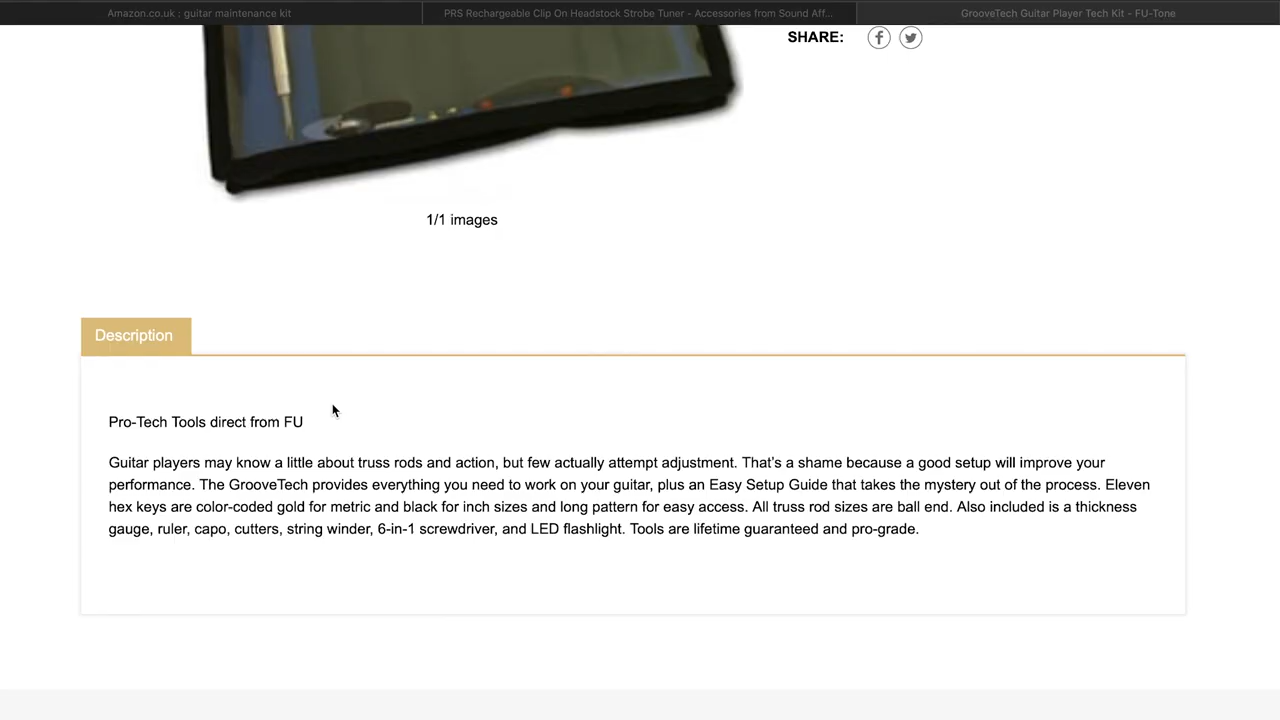 Amazon.co.uk : guitar maintenance kit
PRS Rechargeable Clip On Headstock Strobe Tuner - Accessories from Sound Aff...
GrooveTech Guitar Player Tech Kit - FU-Tone
SHARE:
1/1 images
Description
Pro-Tech Tools direct from FU
Guitar players may know a little about truss rods and action, but few actually attempt adjustment. That's a shame because a good setup will improve your
performance. The GrooveTech provides everything you need to work on your guitar, plus an Easy Setup Guide that takes the mystery out of the process. Eleven
hex keys are color-coded gold for metric and black for inch sizes and long pattern for easy access. All truss rod sizes are ball end. Also included is a thickness
gauge, ruler, capo, cutters, string winder, 6-in-1 screwdriver, and LED flashlight. Tools are lifetime guaranteed and pro-grade.